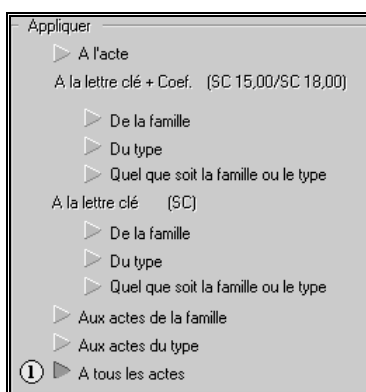 Appliquer
A l'acte
A la lettre clé + Coef. (SC 15,00/SC 18,00)
De la famille
Du type
Quel que soit la famille ou le type
A la lettre clé (SC)
De la famille
Du type
Quel que soit la famille ou le type
Aux actes de la famille
Aux actes du type
1 A tous les actes